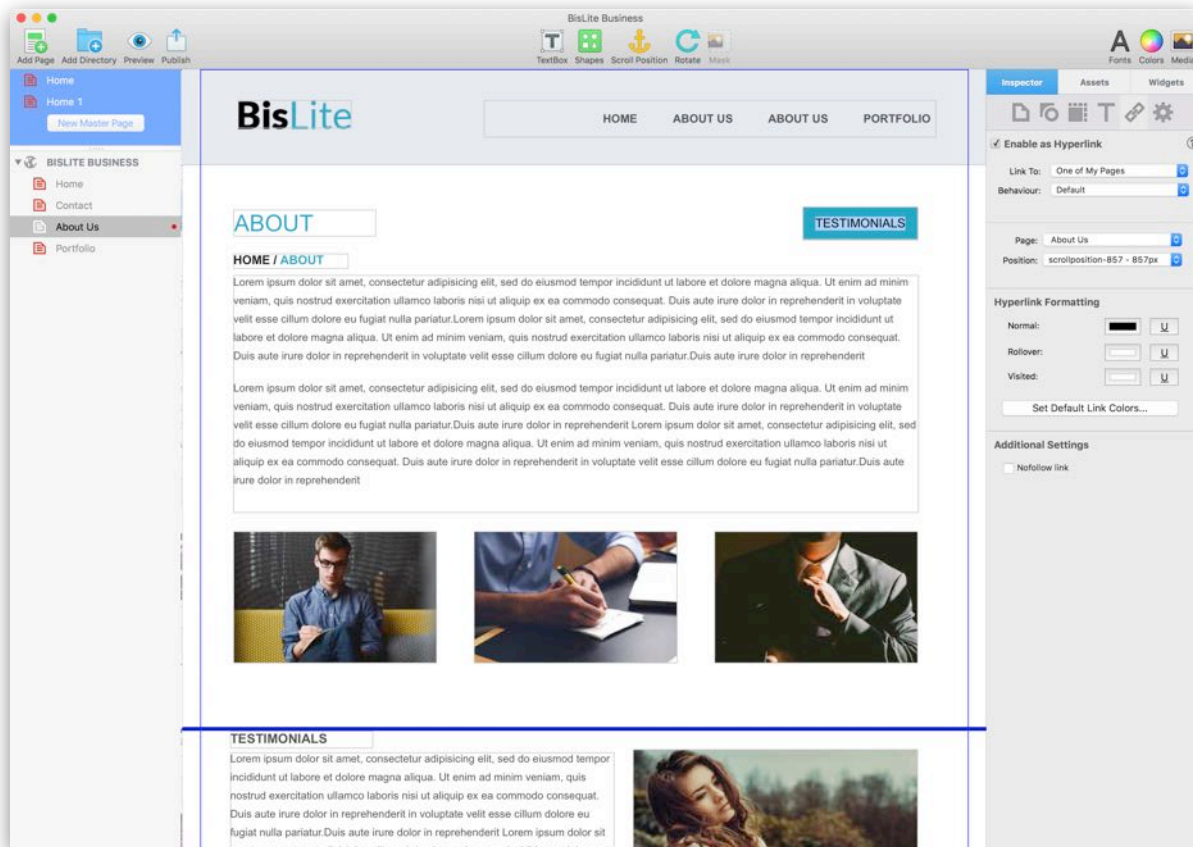 BisLite Business
Add Page Add Directory Preview Publish
TextBox Shapes Scroll Position Rotate Mask
Fonts Colors Media
Home
Home 1
New Master Page
BISLITE BUSINESS
Home
Contact
About Us
Portfolio
BisLite
HOME ABOUT US ABOUT US PORTFOLIO
ABOUT
TESTIMONIALS
HOME / ABOUT
Lorem ipsum dolor sit amet, consectetur adipisicing elit, sed do eiusmod tempor incididunt ut labore et dolore magna aliqua. Ut enim ad minim
veniam, quis nostrud exercitation ullamco laboris nisi ut aliquip ex ea commodo consequat. Duis aute irure dolor in reprehenderit in voluptate
velit esse cillum dolore eu fugiat nulla pariatur.Lorem ipsum dolor sit amet, consectetur adipisicing elit, sed do eiusmod tempor incididunt ut
labore et dolore magna aliqua. Ut enim ad minim veniam, quis nostrud exercitation ullamco laboris nisi ut aliquip ex ea commodo consequat.
Duis aute irure dolor in reprehenderit in voluptate velit esse cillum dolore eu fugiat nulla pariatur.Duis aute irure dolor in reprehenderit
Lorem ipsum dolor sit amet, consectetur adipisicing elit, sed do eiusmod tempor incididunt ut labore et dolore magna aliqua. Ut enim ad minim
veniam, quis nostrud exercitation ullamco laboris nisi ut aliquip ex ea commodo consequat. Duis aute irure dolor in reprehenderit in voluptate
velit esse cillum dolore eu fugiat nulla pariatur.Duis aute irure dolor in reprehenderit Lorem ipsum dolor sit amet, consectetur adipisicing elit, sed
do eiusmod tempor incididunt ut labore et dolore magna aliqua. Ut enim ad minim veniam, quis nostrud exercitation ullamco laboris nisi ut
aliquip ex ea commodo consequat. Duis aute irure dolor in reprehenderit in voluptate velit esse cillum dolore eu fugiat nulla pariatur.Duis aute
irure dolor in reprehenderit
TESTIMONIALS
Lorem ipsum dolor sit amet, consectetur adipisicing elit, sed do eiusmod tempor
incididunt ut labore et dolore magna aliqua. Ut enim ad minim veniam, quis
nostrud exercitation ullamco laboris nisi ut aliquip ex ea commodo consequat.
Duis aute irure dolor in reprehenderit in voluptate velit esse cillum dolore eu
fugiat nulla pariatur.Duis aute irure dolor in reprehenderit Lorem ipsum dolor sit
Inspector Assets Widgets
Enable as Hyperlink
Link To: One of My Pages
Behaviour: Default
Page: About Us
Position: scrollposition-857 - 857px
Hyperlink Formatting
Normal: U
Rollover: U
Visited: U
Set Default Link Colors...
Additional Settings
Nofollow link